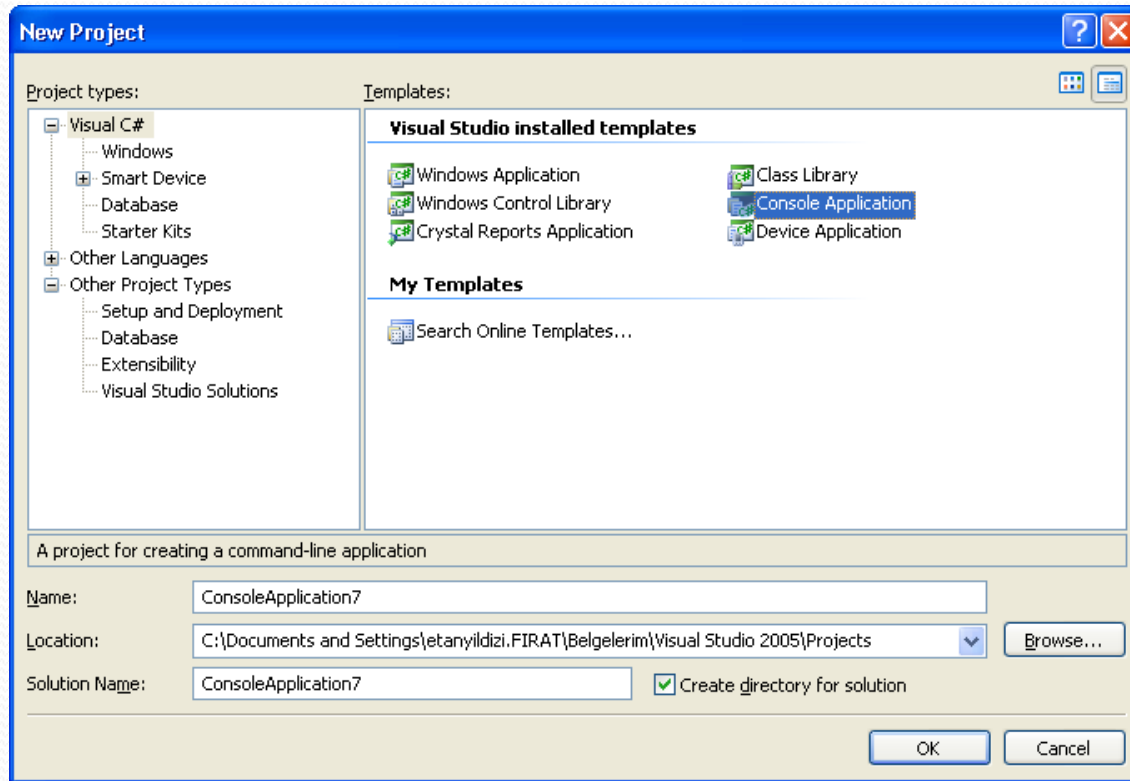 New Project
Project types:
Templates:
Visual C#
Windows
Smart Device
Database
Starter Kits
Other Languages
Other Project Types
Setup and Deployment
Database
Extensibility
Visual Studio Solutions
Visual Studio installed templates
Windows Application
Class Library
Windows Control Library
Console Application
Crystal Reports Application
Device Application
My Templates
Search Online Templates...
A project for creating a command-line application
Name:
ConsoleApplication7
Location:
C:\Documents and Settings\etanyildizi.FIRAT\Belgelerim\Visual Studio 2005\Projects
Browse...
Solution Name:
ConsoleApplication7
Create directory for solution
OK
Cancel